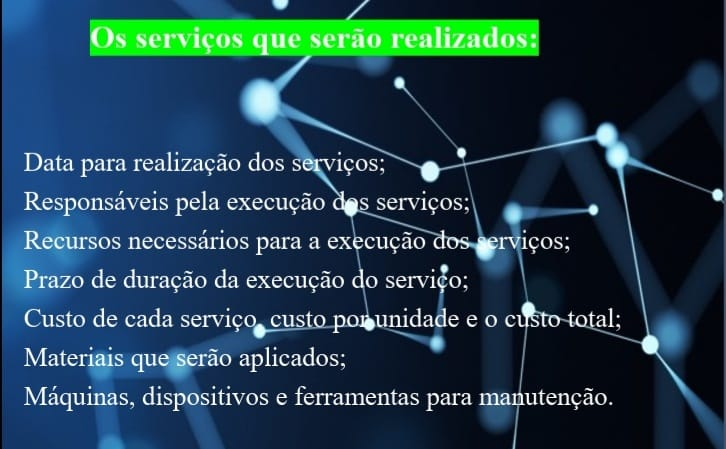 Os serviços que serão realizados:
Data para realização dos serviços;
Responsáveis pela execução dos serviços;
Recursos necessários para a execução dos serviços;
Prazo de duração da execução do serviço;
Custo de cada serviço, custo por unidade e o custo total;
Materiais que serão aplicados;
Máquinas, dispositivos e ferramentas para manutenção.